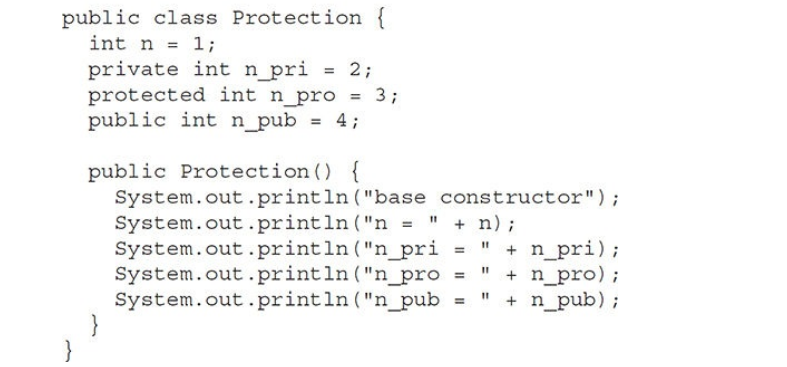 public class Protection {
int n = 1;
private int n_pri = 2;
protected int n_pro = 3;
public int n_pub = 4;
public Protection() {
System.out.println("base constructor");
System.out.println("n = " + n);
System.out.println("n_pri = " + n_pri);
System.out.println("n_pro = " + n_pro);
System.out.println("n_pub = " + n_pub);
}
}